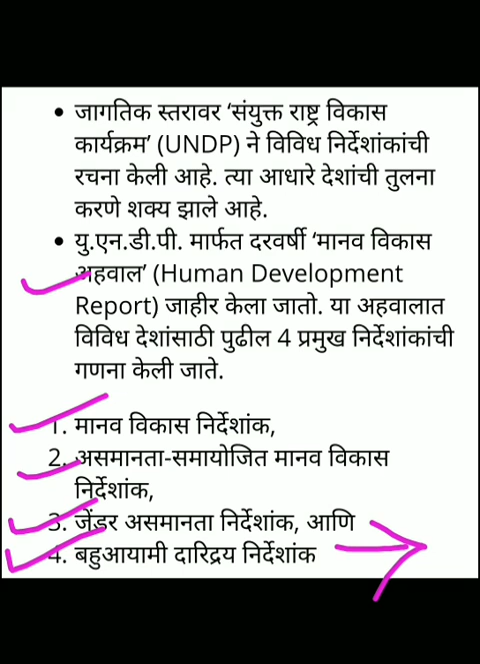 • जागतिक स्तरावर ‘संयुक्त राष्ट्र विकास
कार्यक्रम’ (UNDP) ने विविध निर्देशांकांची
रचना केली आहे. त्या आधारे देशांची तुलना
करणे शक्य झाले आहे.
• यु.एन.डी.पी. मार्फत दरवर्षी ‘मानव विकास
अहवाल’ (Human Development
Report) जाहीर केला जातो. या अहवालात
विविध देशांसाठी पुढील 4 प्रमुख निर्देशांकांची
गणना केली जाते.
1. मानव विकास निर्देशांक,
2. असमानता-समायोजित मानव विकास
निर्देशांक,
3. जेंडर असमानता निर्देशांक, आणि
4. बहुआयामी दारिद्रय निर्देशांक